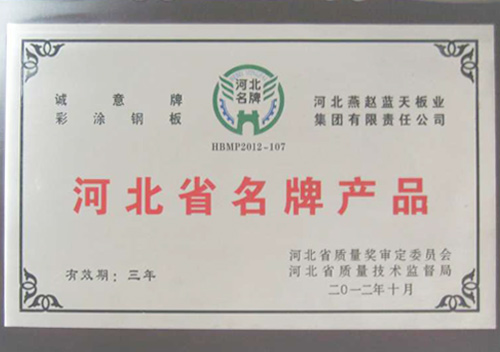 诚意牌
彩涂钢板
河北
名牌
HBMP2012-107
河北燕赵蓝天板业
集团有限责任公司
河北省名牌产品
有效期：三年
河北省质量奖审定委员会
河北省质量技术监督局
二〇一二年十月